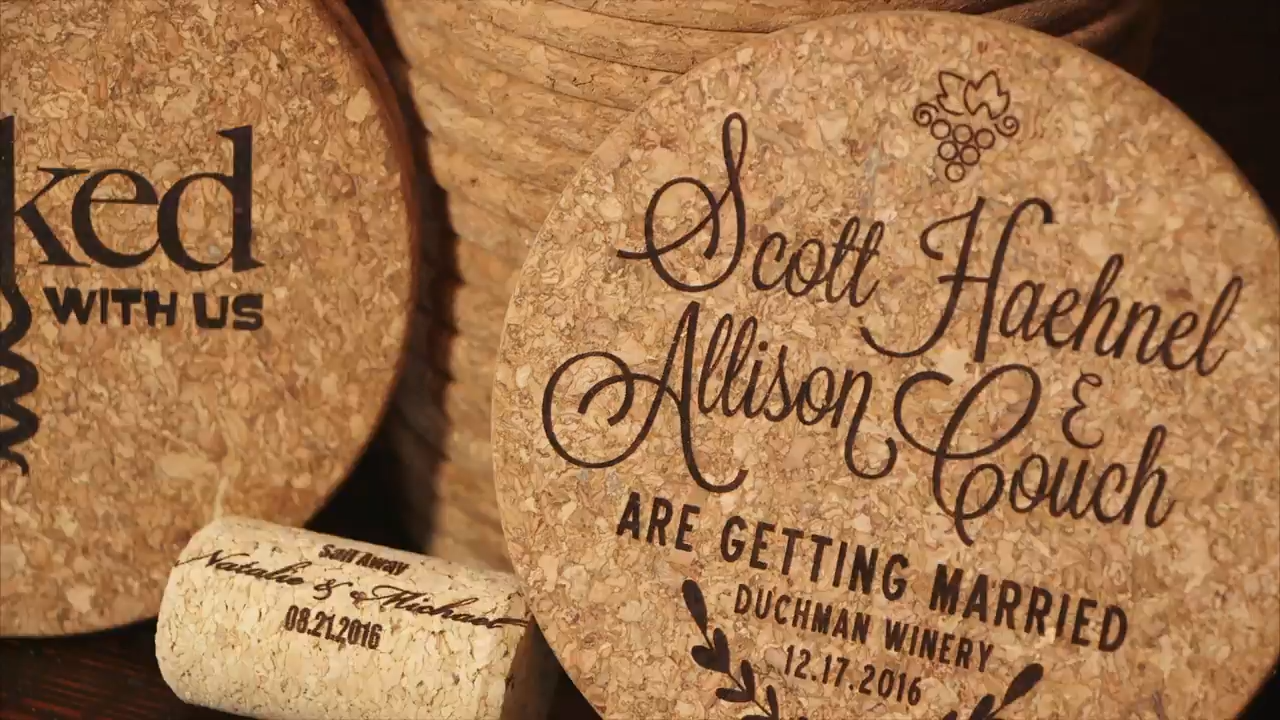 ked
WITH US
Sail Away
Natalie & Michael
08.21.2016
Scott Haehnel
&
Allison Couch
ARE GETTING MARRIED
DUCHMAN WINERY
12.17.2016